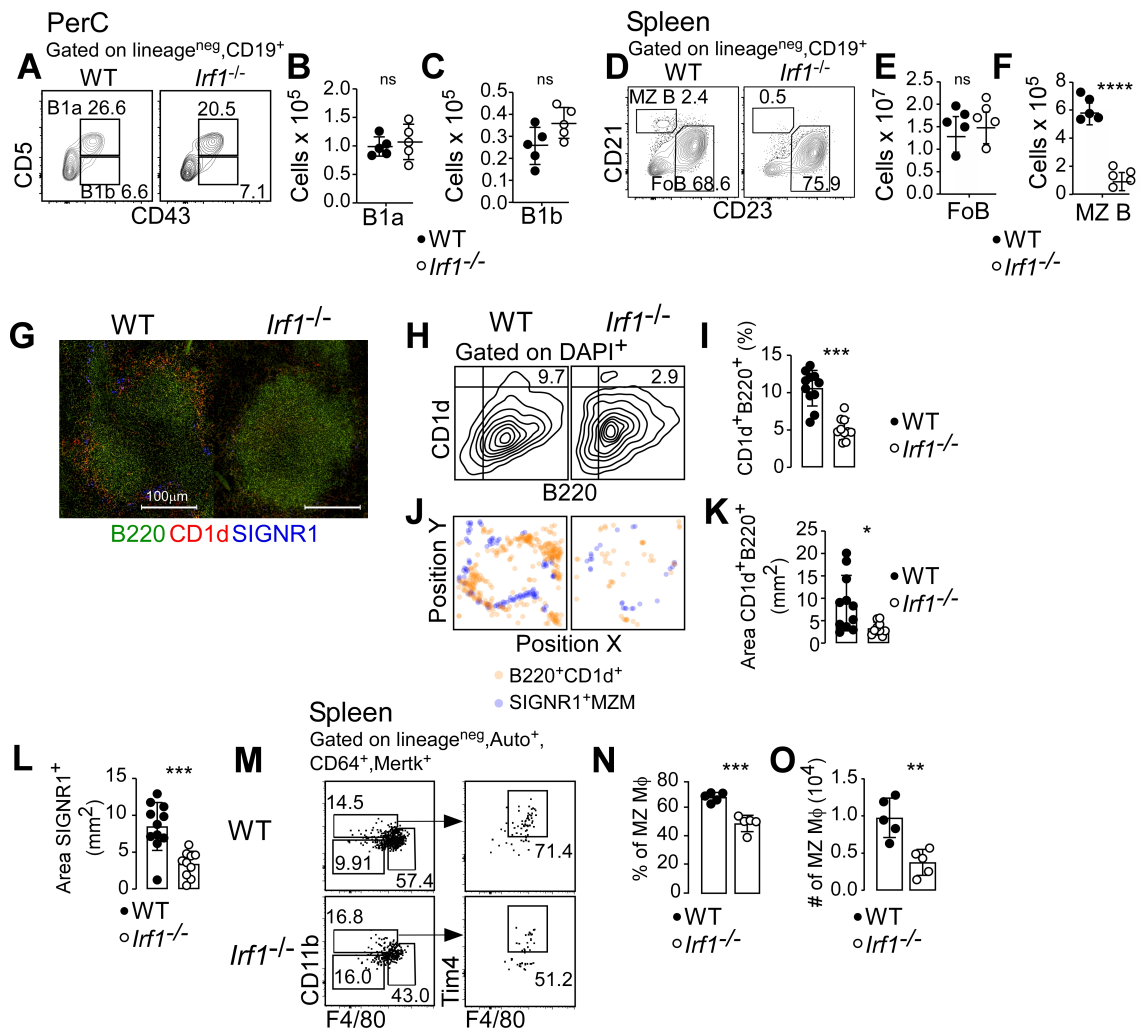 PerC
Gated on lineage^neg,CD19^+
A
WT
Irf1^-/-
B1a 26.6
20.5
B1b 6.6
7.1
CD5
CD43
B
ns
Cells x 10^5
2.0
1.5
1.0
0.5
0.0
B1a
C
ns
Cells x 10^5
0.5
0.4
0.3
0.2
0.1
0.0
B1b
WT
Irf1^-/-
Spleen
Gated on lineage^neg,CD19^+
D
WT
Irf1^-/-
MZ B 2.4
0.5
FoB 68.6
75.9
CD21
CD23
E
ns
Cells x 10^7
2.5
2.0
1.5
1.0
0.5
0.0
FoB
F
****
Cells x 10^5
8
6
4
2
0
MZ B
WT
Irf1^-/-
G
WT
Irf1^-/-
100μm
B220 CD1d SIGNR1
H
WT
Irf1^-/-
Gated on DAPI^+
9.7
2.9
CD1d
B220
I
***
CD1d^+B220^+ (%)
15
10
5
0
WT
Irf1^-/-
J
Position Y
Position X
B220^+CD1d^+
SIGNR1^+MZM
K
*
Area CD1d^+B220^+
(mm^2)
25
20
15
10
5
0
WT
Irf1^-/-
L
***
Area SIGNR1^+
(mm^2)
15
10
5
0
WT
Irf1^-/-
Spleen
Gated on lineage^neg,Auto^+,
CD64^+,Mertk^+
M
WT
14.5
9.91
57.4
71.4
Irf1^-/-
16.8
16.0
43.0
51.2
CD11b
F4/80
Tim4
F4/80
N
***
% of MZ Mϕ
80
60
40
20
0
WT
Irf1^-/-
O
**
# of MZ Mϕ (10^4)
1.5
1.0
0.5
0.0
WT
Irf1^-/-